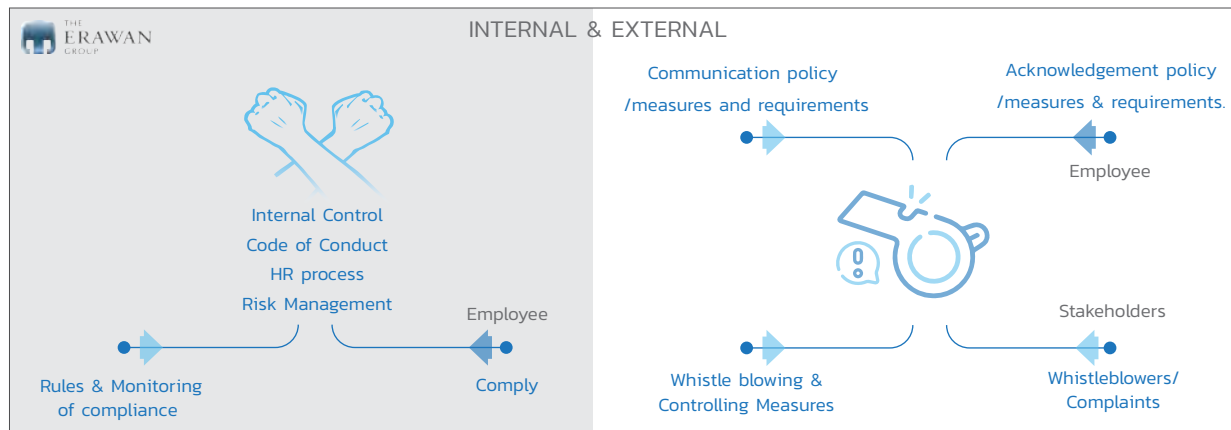 THE
ERAWAN
GROUP
INTERNAL & EXTERNAL
Internal Control
Code of Conduct
HR process
Risk Management
Employee
Rules & Monitoring
of compliance
Comply
Communication policy
/measures and requirements
Acknowledgement policy
/measures & requirements.
Employee
Stakeholders
Whistle blowing &
Controlling Measures
Whistleblowers/
Complaints